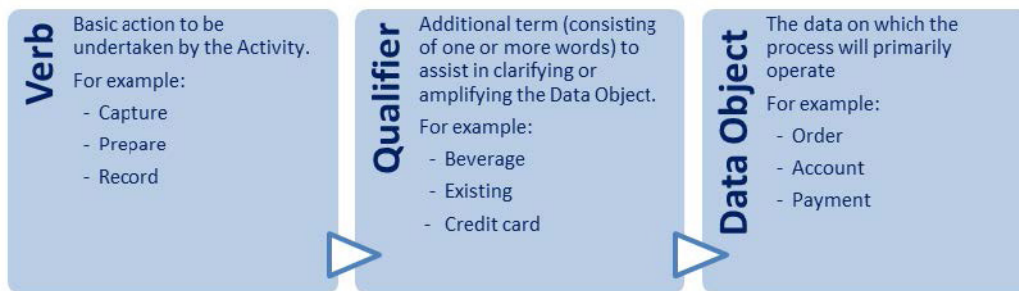 Verb
Basic action to be
undertaken by the Activity.
For example:
- Capture
- Prepare
- Record
Qualifier
Additional term (consisting
of one or more words) to
assist in clarifying or
amplifying the Data Object.
For example:
- Beverage
- Existing
- Credit card
Data Object
The data on which the
process will primarily
operate
For example:
- Order
- Account
- Payment